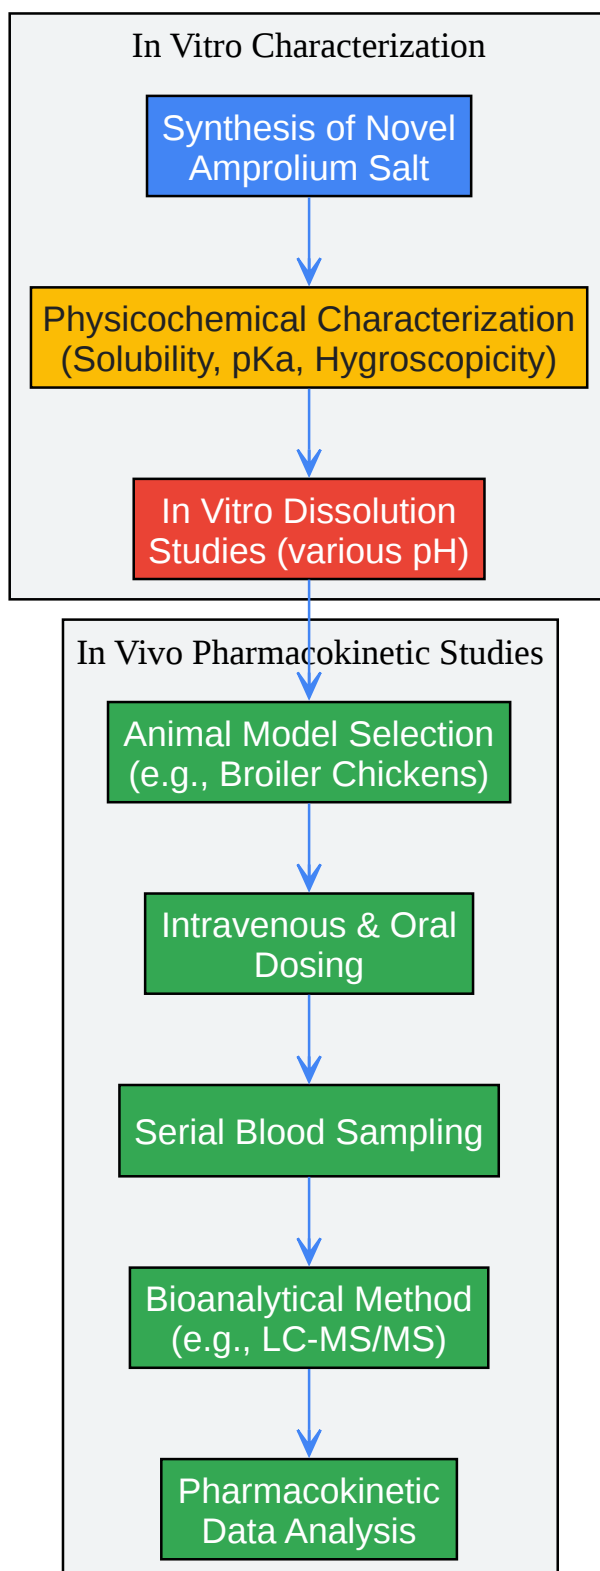 In Vitro Characterization
Synthesis of Novel
Amprolium Salt
Physicochemical Characterization
(Solubility, pKa, Hygroscopicity)
In Vitro Dissolution
Studies (various pH)
In Vivo Pharmacokinetic Studies
Animal Model Selection
(e.g., Broiler Chickens)
Intravenous & Oral
Dosing
Serial Blood Sampling
Bioanalytical Method
(e.g., LC-MS/MS)
Pharmacokinetic
Data Analysis